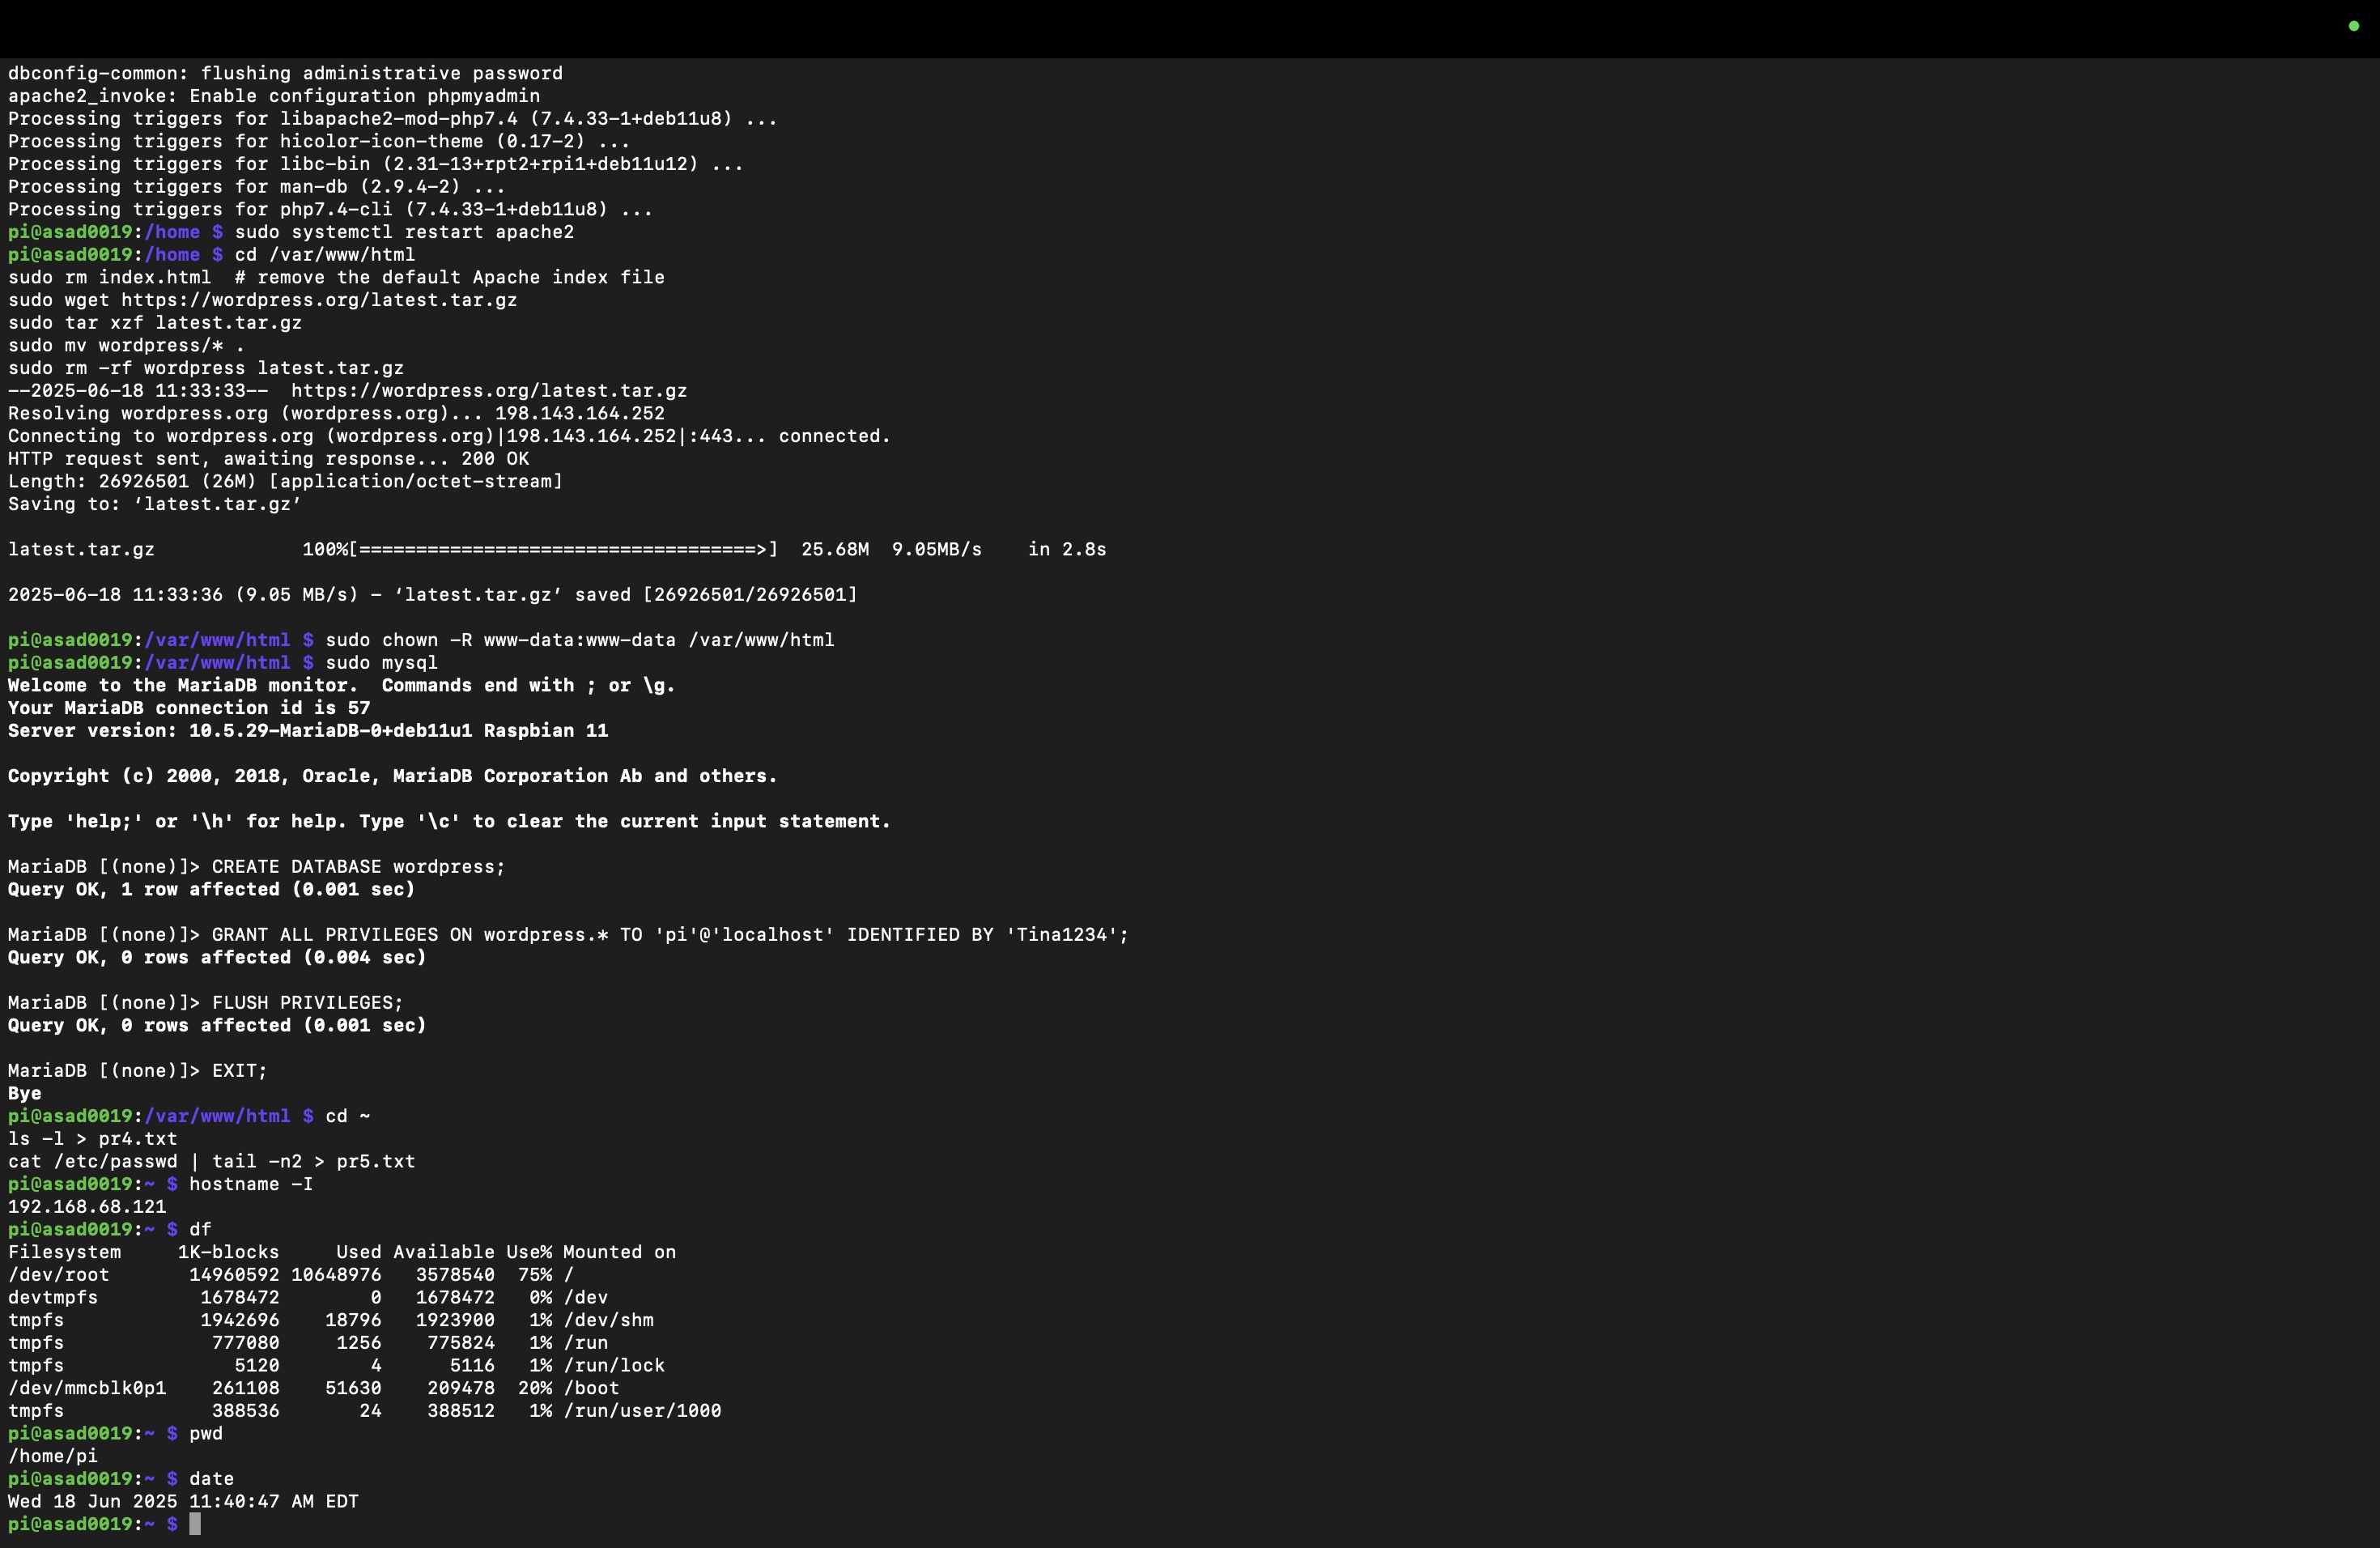 dbconfig-common: flushing administrative password
apache2_invoke: Enable configuration phpmyadmin
Processing triggers for libapache2-mod-php7.4 (7.4.33-1+deb11u8) ...
Processing triggers for hicolor-icon-theme (0.17-2) ...
Processing triggers for libc-bin (2.31-13+rpt2+rpi1+deb11u12) ...
Processing triggers for man-db (2.9.4-2) ...
Processing triggers for php7.4-cli (7.4.33-1+deb11u8) ...
pi@asad0019:/home $ sudo systemctl restart apache2
pi@asad0019:/home $ cd /var/www/html
sudo rm index.html  # remove the default Apache index file
sudo wget https://wordpress.org/latest.tar.gz
sudo tar xzf latest.tar.gz
sudo mv wordpress/* .
sudo rm -rf wordpress latest.tar.gz
--2025-06-18 11:33:33--  https://wordpress.org/latest.tar.gz
Resolving wordpress.org (wordpress.org)... 198.143.164.252
Connecting to wordpress.org (wordpress.org)|198.143.164.252|:443... connected.
HTTP request sent, awaiting response... 200 OK
Length: 26926501 (26M) [application/octet-stream]
Saving to: ‘latest.tar.gz’
latest.tar.gz             100%[===================================>]  25.68M  9.05MB/s    in 2.8s
2025-06-18 11:33:36 (9.05 MB/s) - ‘latest.tar.gz’ saved [26926501/26926501]
pi@asad0019:/var/www/html $ sudo chown -R www-data:www-data /var/www/html
pi@asad0019:/var/www/html $ sudo mysql
Welcome to the MariaDB monitor.  Commands end with ; or \g.
Your MariaDB connection id is 57
Server version: 10.5.29-MariaDB-0+deb11u1 Raspbian 11
Copyright (c) 2000, 2018, Oracle, MariaDB Corporation Ab and others.
Type 'help;' or '\h' for help. Type '\c' to clear the current input statement.
MariaDB [(none)]> CREATE DATABASE wordpress;
Query OK, 1 row affected (0.001 sec)
MariaDB [(none)]> GRANT ALL PRIVILEGES ON wordpress.* TO 'pi'@'localhost' IDENTIFIED BY 'Tina1234';
Query OK, 0 rows affected (0.004 sec)
MariaDB [(none)]> FLUSH PRIVILEGES;
Query OK, 0 rows affected (0.001 sec)
MariaDB [(none)]> EXIT;
Bye
pi@asad0019:/var/www/html $ cd ~
ls -l > pr4.txt
cat /etc/passwd | tail -n2 > pr5.txt
pi@asad0019:~ $ hostname -I
192.168.68.121
pi@asad0019:~ $ df
Filesystem     1K-blocks     Used Available Use% Mounted on
/dev/root       14960592 10648976   3578540  75% /
devtmpfs         1678472        0   1678472   0% /dev
tmpfs            1942696    18796   1923900   1% /dev/shm
tmpfs             777080     1256    775824   1% /run
tmpfs               5120        4      5116   1% /run/lock
/dev/mmcblk0p1    261108    51630    209478  20% /boot
tmpfs             388536       24    388512   1% /run/user/1000
pi@asad0019:~ $ pwd
/home/pi
pi@asad0019:~ $ date
Wed 18 Jun 2025 11:40:47 AM EDT
pi@asad0019:~ $